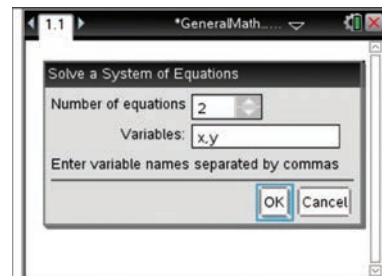 1.1 *GeneralMath......
Solve a System of Equations
Number of equations 2
Variables: x,y
Enter variable names separated by commas
OK Cancel